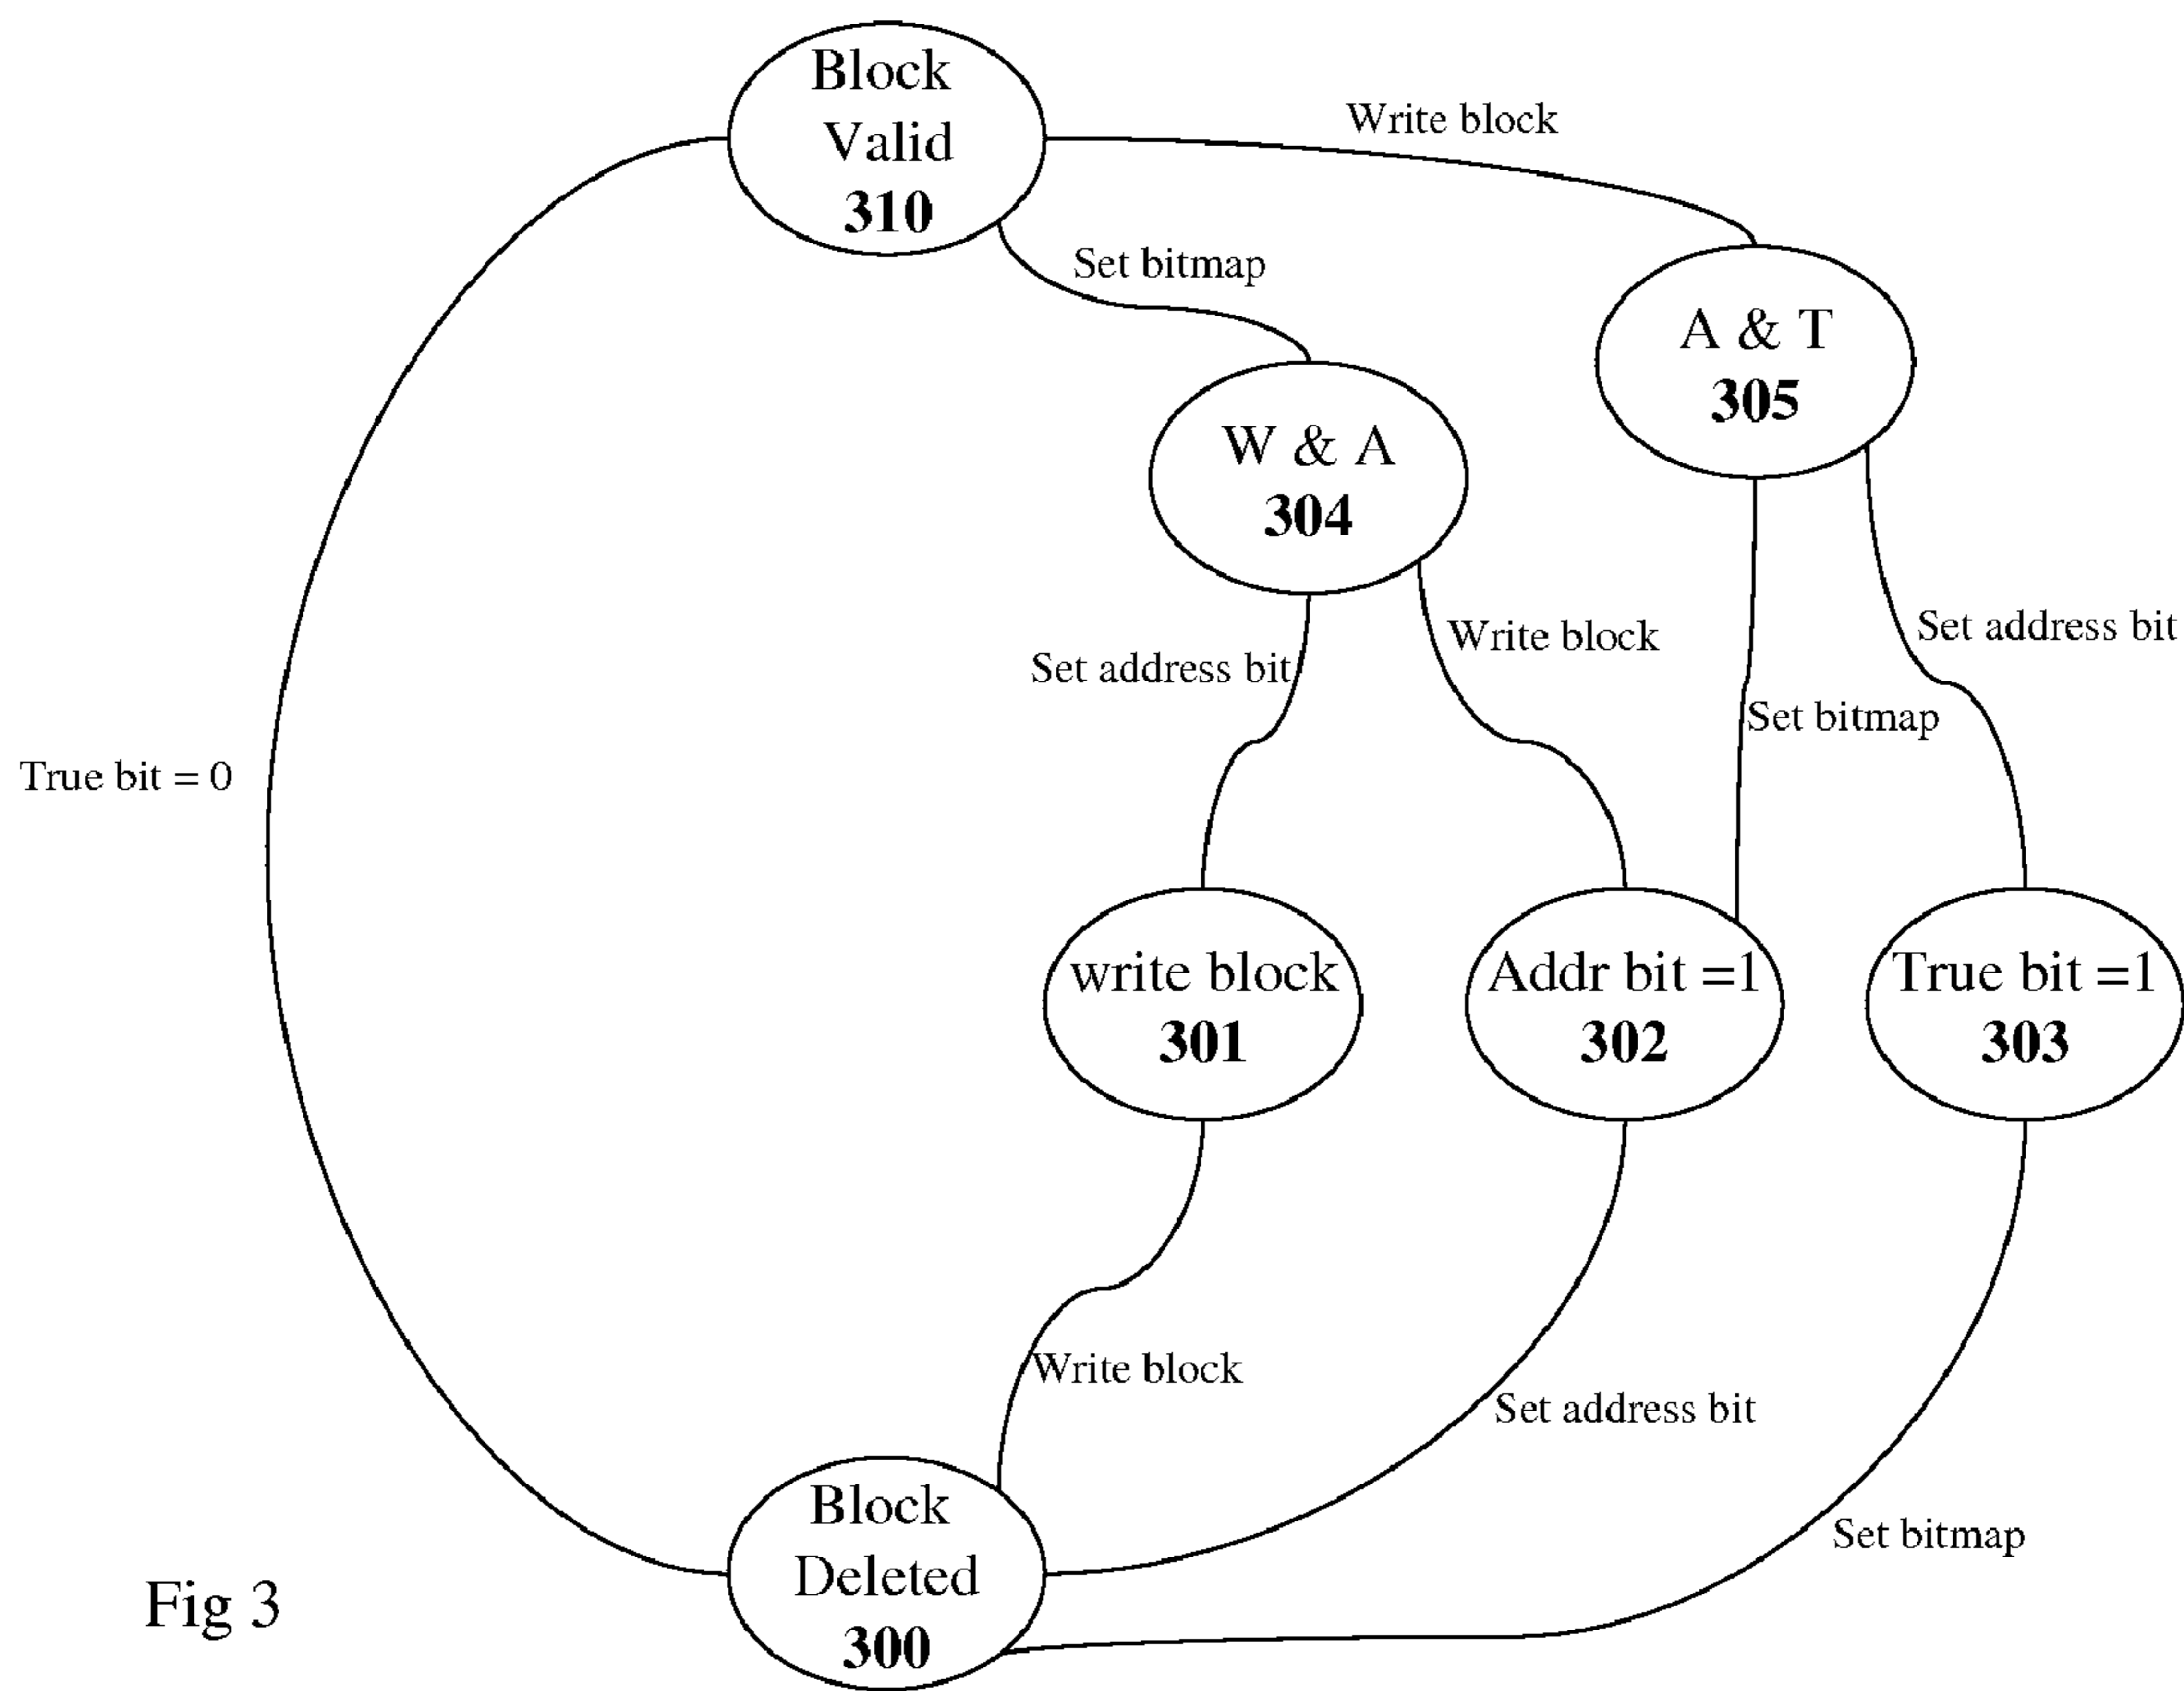 Block
Valid
310
Write block
Set bitmap
A & T
305
W & A
304
Set address bit
Write block
Set address bit
Set bitmap
True bit = 0
write block
301
Addr bit =1
302
True bit =1
303
Write block
Set address bit
Set bitmap
Block
Deleted
300
Fig 3